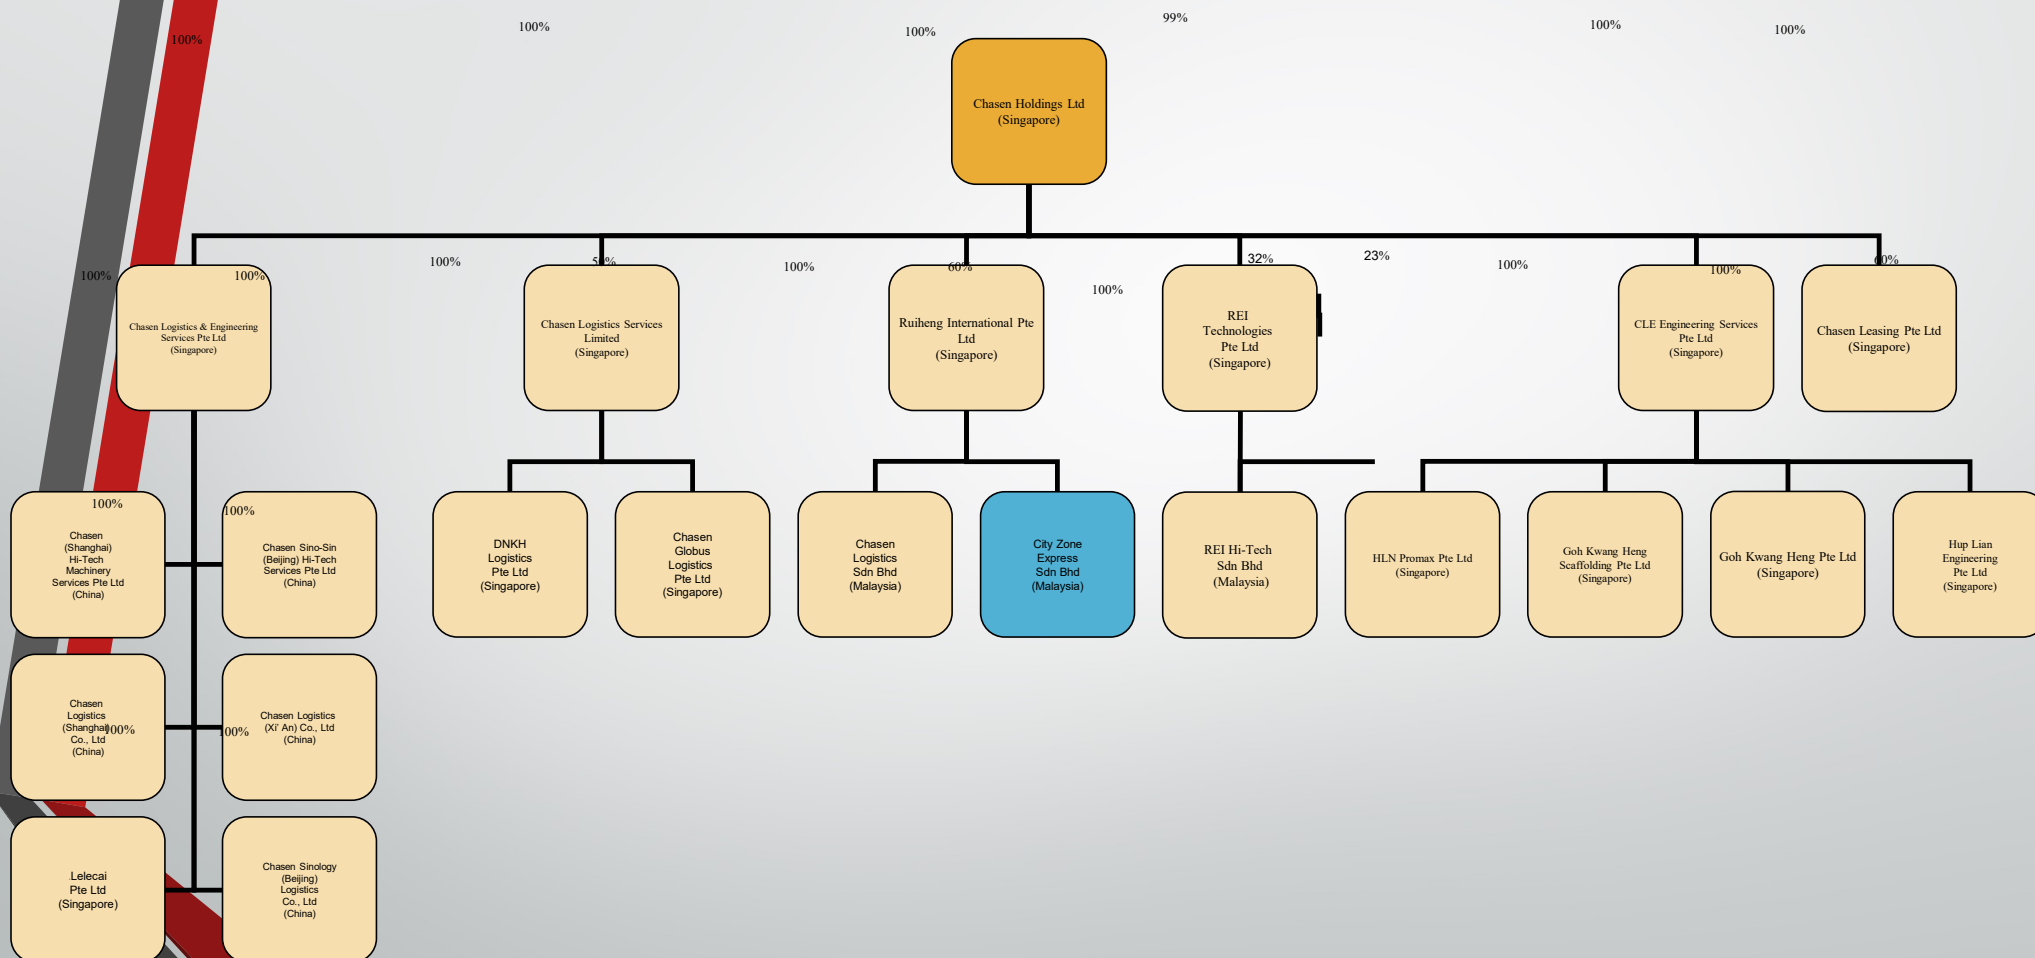 99%
100%
100%
100%
100%
100%
Chasen Holdings Ltd
(Singapore)
100%
100%
100%
50%
100%
60%
100%
32%
23%
100%
100%
60%
Chasen Logistics & Engineering
Services Pte Ltd
(Singapore)
Chasen Logistics Services
Limited
(Singapore)
Ruiheng International Pte
Ltd
(Singapore)
REI
Technologies
Pte Ltd
(Singapore)
CLE Engineering Services
Pte Ltd
(Singapore)
Chasen Leasing Pte Ltd
(Singapore)
100%
100%
Chasen
(Shanghai)
Hi-Tech
Machinery
Services Pte Ltd
(China)
Chasen Sino-Sin
(Beijing) Hi-Tech
Services Pte Ltd
(China)
DNKH
Logistics
Pte Ltd
(Singapore)
Chasen
Globus
Logistics
Pte Ltd
(Singapore)
Chasen
Logistics
Sdn Bhd
(Malaysia)
City Zone
Express
Sdn Bhd
(Malaysia)
REI Hi-Tech
Sdn Bhd
(Malaysia)
HLN Promax Pte Ltd
(Singapore)
Goh Kwang Heng
Scaffolding Pte Ltd
(Singapore)
Goh Kwang Heng Pte Ltd
(Singapore)
Hup Lian
Engineering
Pte Ltd
(Singapore)
Chasen
Logistics
(Shanghai)
Co., Ltd
(China)
100%
Chasen Logistics
(Xi' An) Co., Ltd
(China)
100%
Lelecai
Pte Ltd
(Singapore)
Chasen Sinology
(Beijing)
Logistics
Co., Ltd
(China)